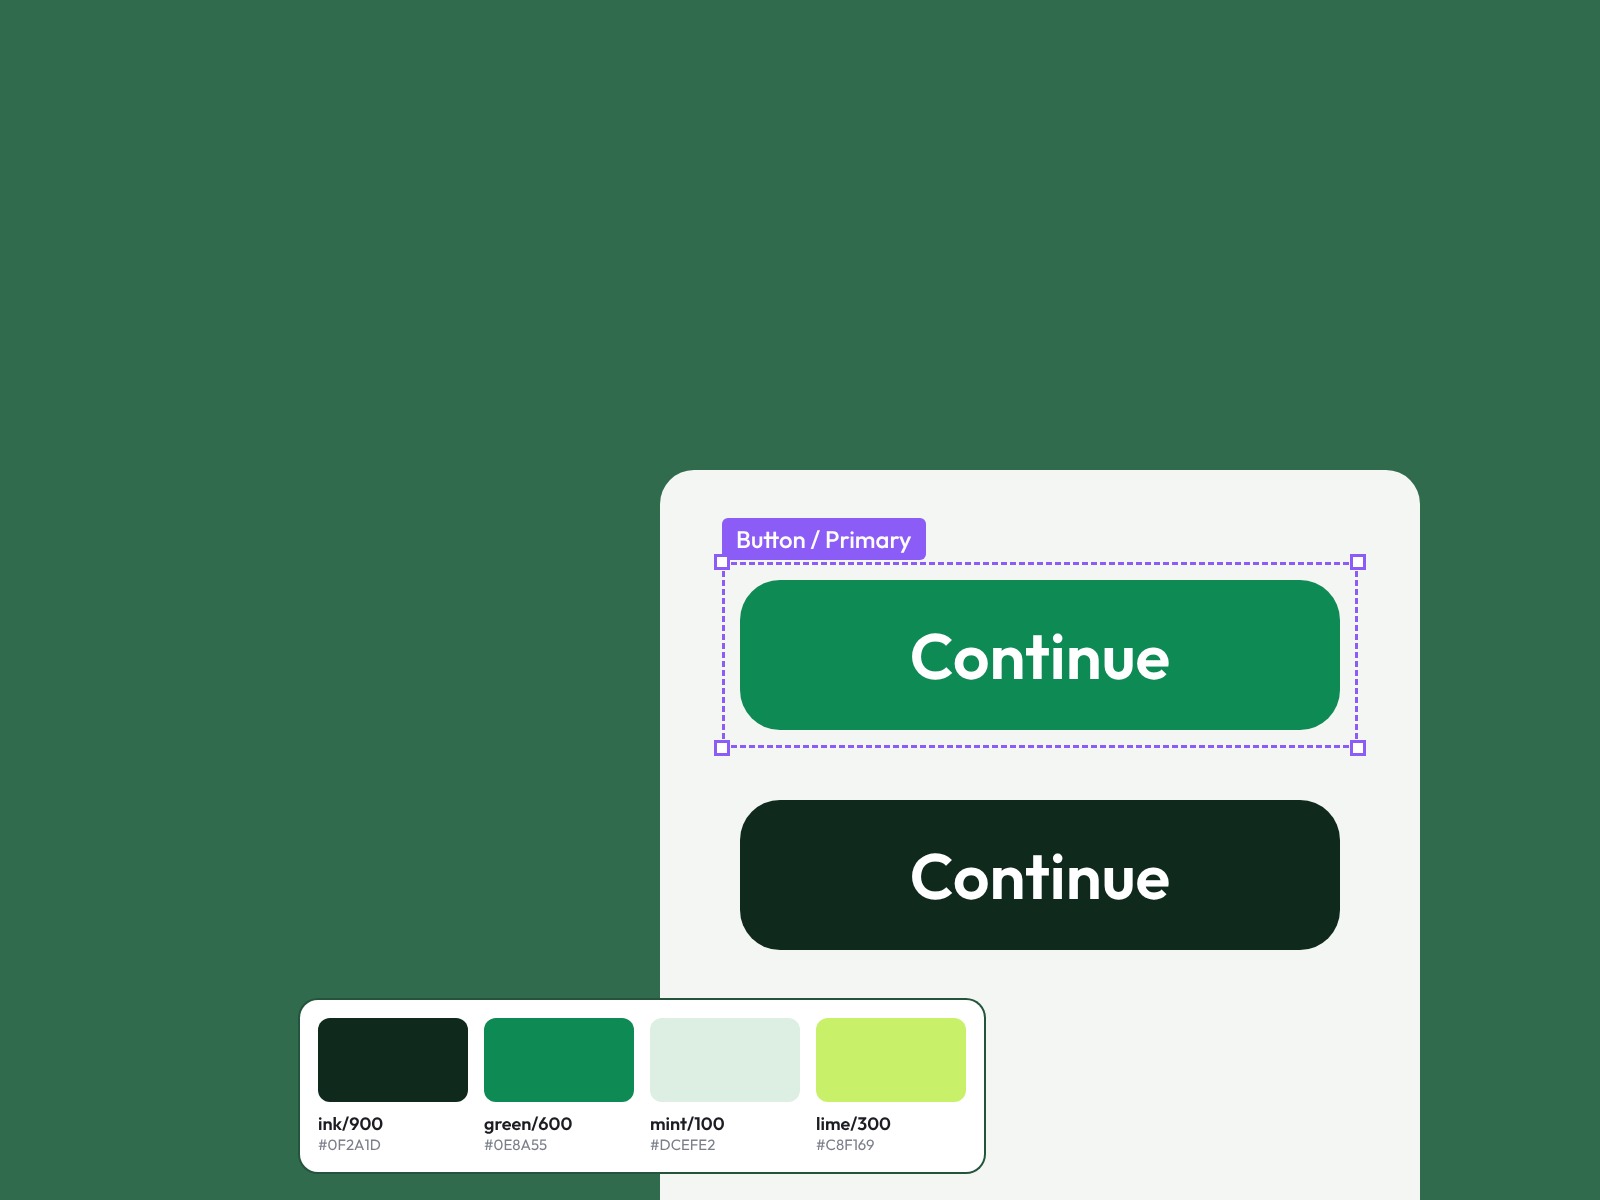 Button / Primary
Continue
Continue
ink/900
#0F2A1D
green/600
#0E8A55
mint/100
#DCEFE2
lime/300
#C8F169